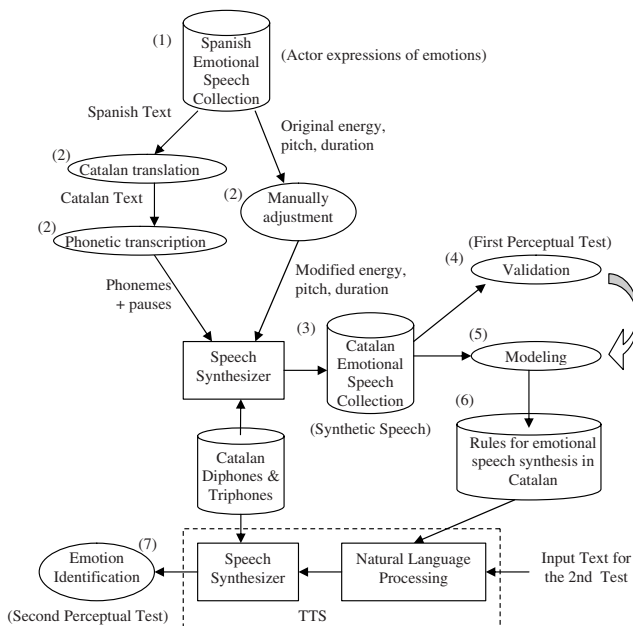 (1)
Spanish
Emotional
Speech
Collection
(Actor expressions of emotions)
Spanish Text
Original energy,
pitch, duration
(2)
Catalan translation
(2)
Manually
adjustment
Catalan Text
(2)
Phonetic transcription
(First Perceptual Test)
(4)
Validation
Phonemes
+ pauses
Modified energy,
pitch, duration
(3)
Catalan
Emotional
Speech
Collection
(5)
Modeling
Speech
Synthesizer
(Synthetic Speech)
(6)
Rules for emotional
speech synthesis in
Catalan
Catalan
Diphones &
Triphones
(7)
Emotion
Identification
Speech
Synthesizer
Natural Language
Processing
Input Text for
the 2nd Test
(Second Perceptual Test)
TTS